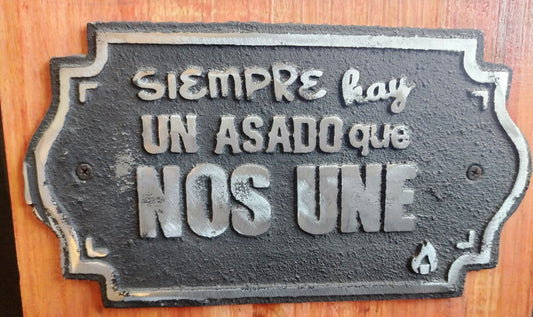 SIEMPRE hay
UN ASADO que
NOS UNE